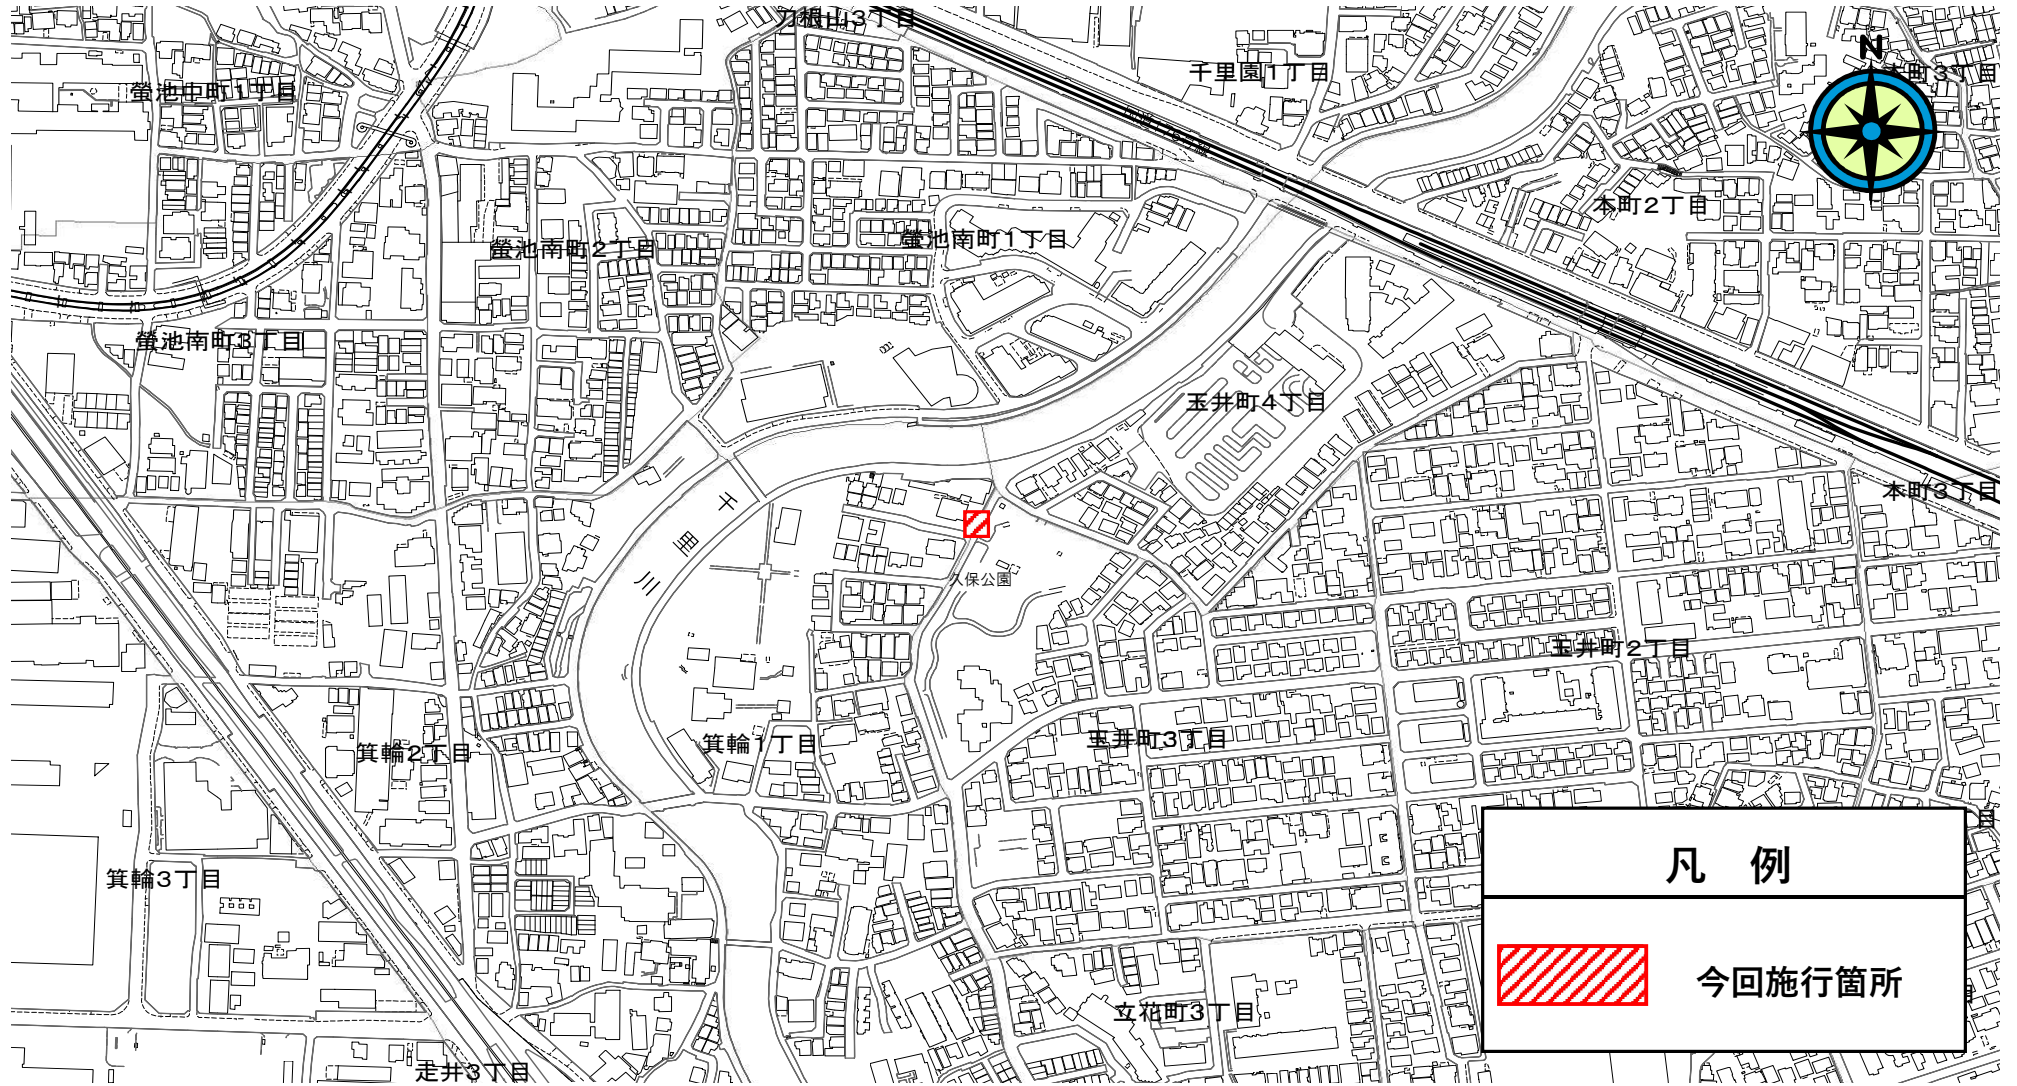 刀根山3丁目
N
千里園1丁目
本町3丁目
螢池中町1丁目
本町2丁目
螢池南町1丁目
螢池南町2丁目
螢池南町3丁目
玉井町4丁目
本町3丁目
千里川
久保公園
玉井町2丁目
箕輪1丁目
玉井町3丁目
箕輪2丁目
凡 例
箕輪3丁目
今回施行箇所
立花町3丁目
走井3丁目